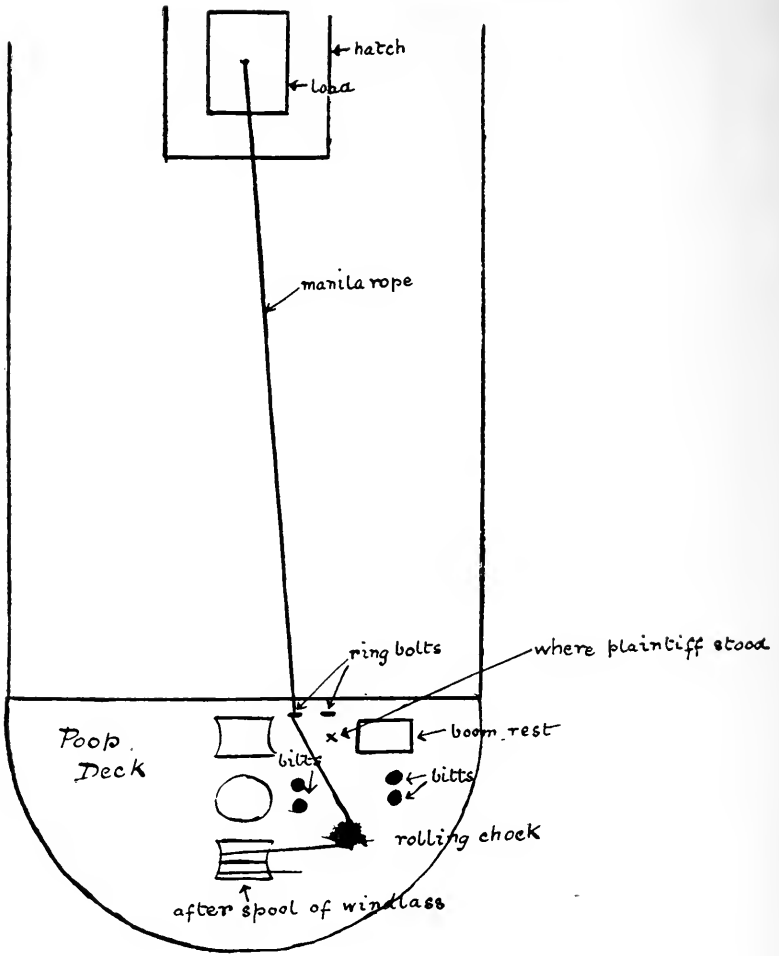 hatch
load
manila rope
ring bolts
where plaintiff stood
Poop.
Deck
boom rest
bitts
bitts
rolling chock
after spool of windlass